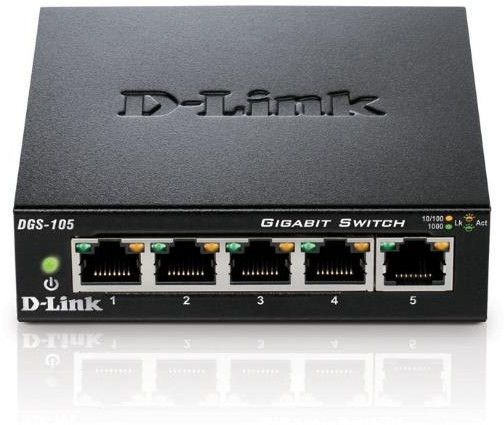 D-Link
DGS-105
GIGABIT SWITCH
10/100
1000
Lk
Act
D-Link
1
2
3
4
5